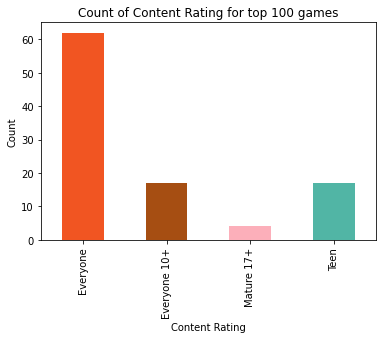 Count of Content Rating for top 100 games
60
50
40
30
20
10
0
Count
Everyone
Everyone 10+
Mature 17+
Teen
Content Rating